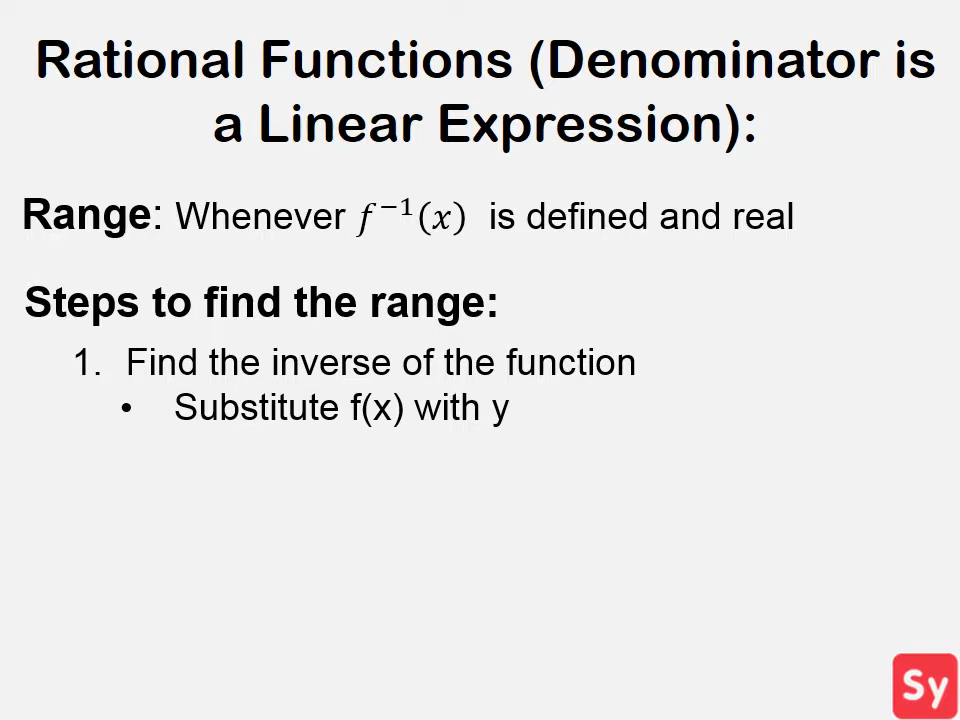 Rational Functions (Denominator is
a Linear Expression):
Range: Whenever f⁻¹(x) is defined and real
Steps to find the range:
1. Find the inverse of the function
• Substitute f(x) with y
Sy